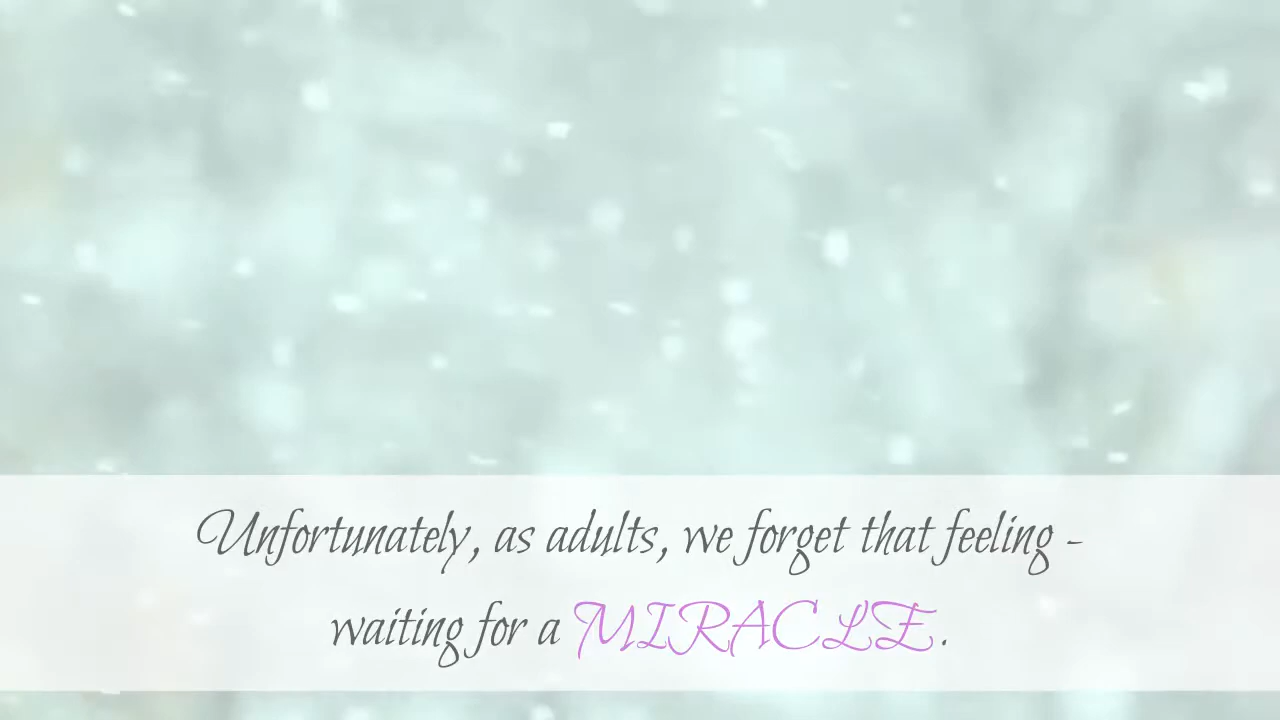 Unfortunately, as adults, we forget that feeling -
waiting for a MIRACLE.